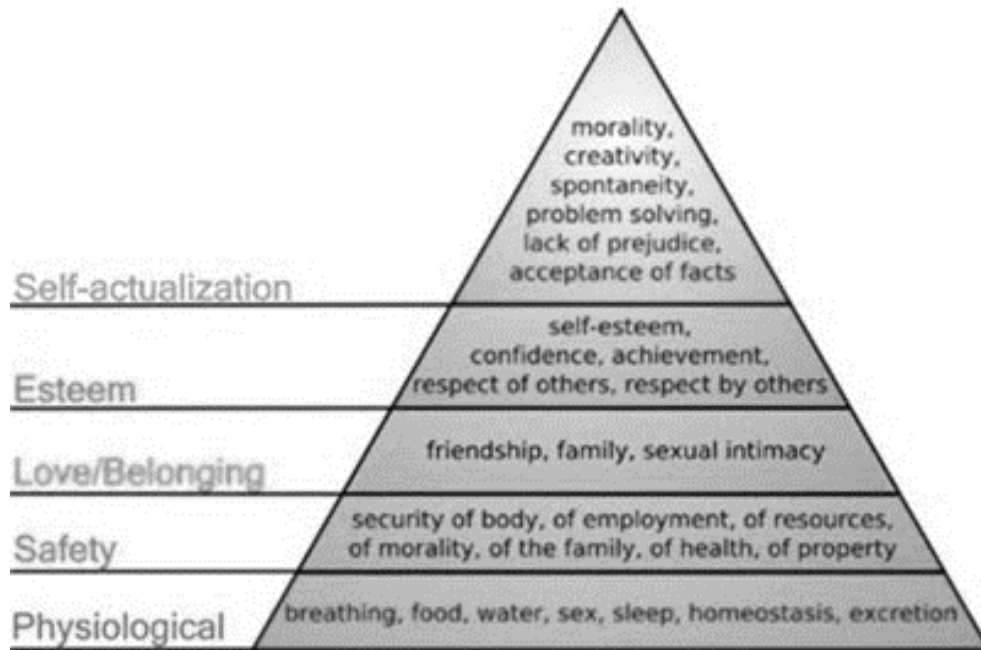 morality,
creativity,
spontaneity,
problem solving,
lack of prejudice,
acceptance of facts
Self-actualization
self-esteem,
confidence, achievement,
respect of others, respect by others
Esteem
friendship, family, sexual intimacy
Love/Belonging
security of body, of employment, of resources,
of morality, of the family, of health, of property
Safety
breathing, food, water, sex, sleep, homeostasis, excretion
Physiological